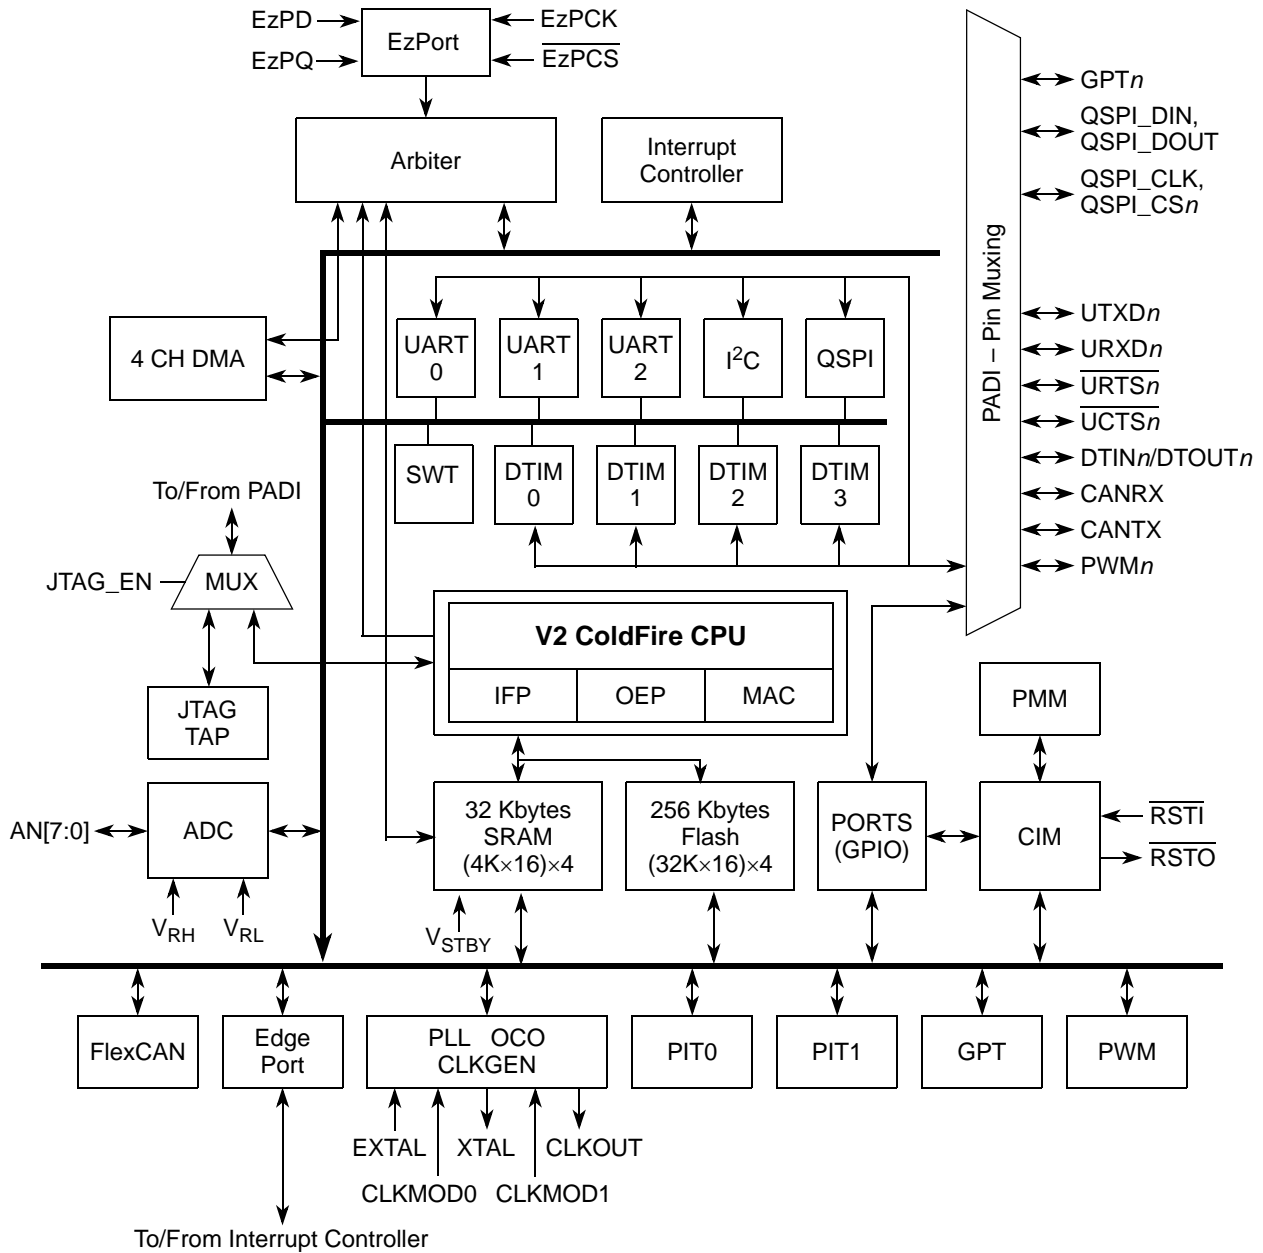 EzPD
EzPQ
EzPort
EzPCK
EzPCS
Arbiter
Interrupt
Controller
PADI – Pin Muxing
GPTn
QSPI_DIN,
QSPI_DOUT
QSPI_CLK,
QSPI_CSn
UTXDn
URXDn
URTSn
UCTSn
DTINn/DTOUTn
CANRX
CANTX
PWMn
4 CH DMA
UART
0
UART
1
UART
2
I²C
QSPI
SWT
DTIM
0
DTIM
1
DTIM
2
DTIM
3
To/From PADI
JTAG_EN
MUX
JTAG
TAP
V2 ColdFire CPU
IFP
OEP
MAC
PMM
AN[7:0]
ADC
VRH
VRL
32 Kbytes
SRAM
(4K×16)×4
VSTBY
256 Kbytes
Flash
(32K×16)×4
PORTS
(GPIO)
CIM
RSTI
RSTO
FlexCAN
Edge
Port
PLL OCO
CLKGEN
PIT0
PIT1
GPT
PWM
EXTAL
XTAL
CLKOUT
CLKMOD0
CLKMOD1
To/From Interrupt Controller